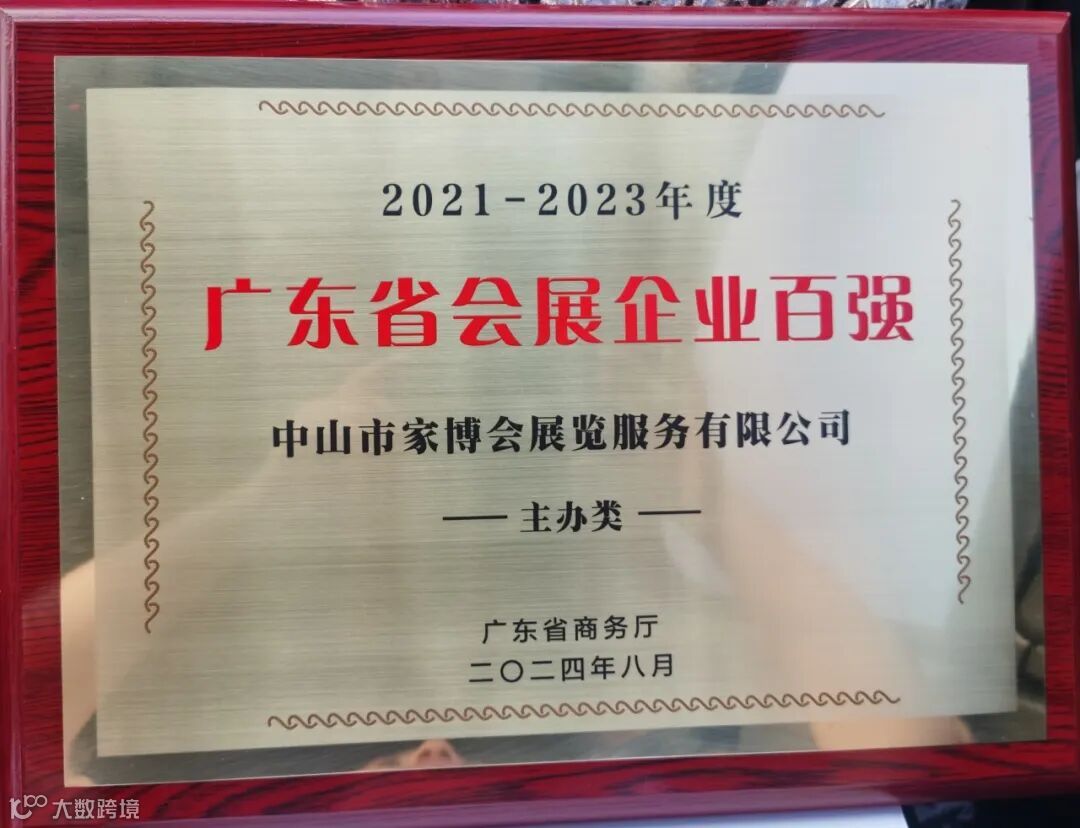 2021-2023年度
广东省会展企业百强
中山市家博会展览服务有限公司
—— 主办类 ——
广东省商务厅
二〇二四年八月
大数跨境